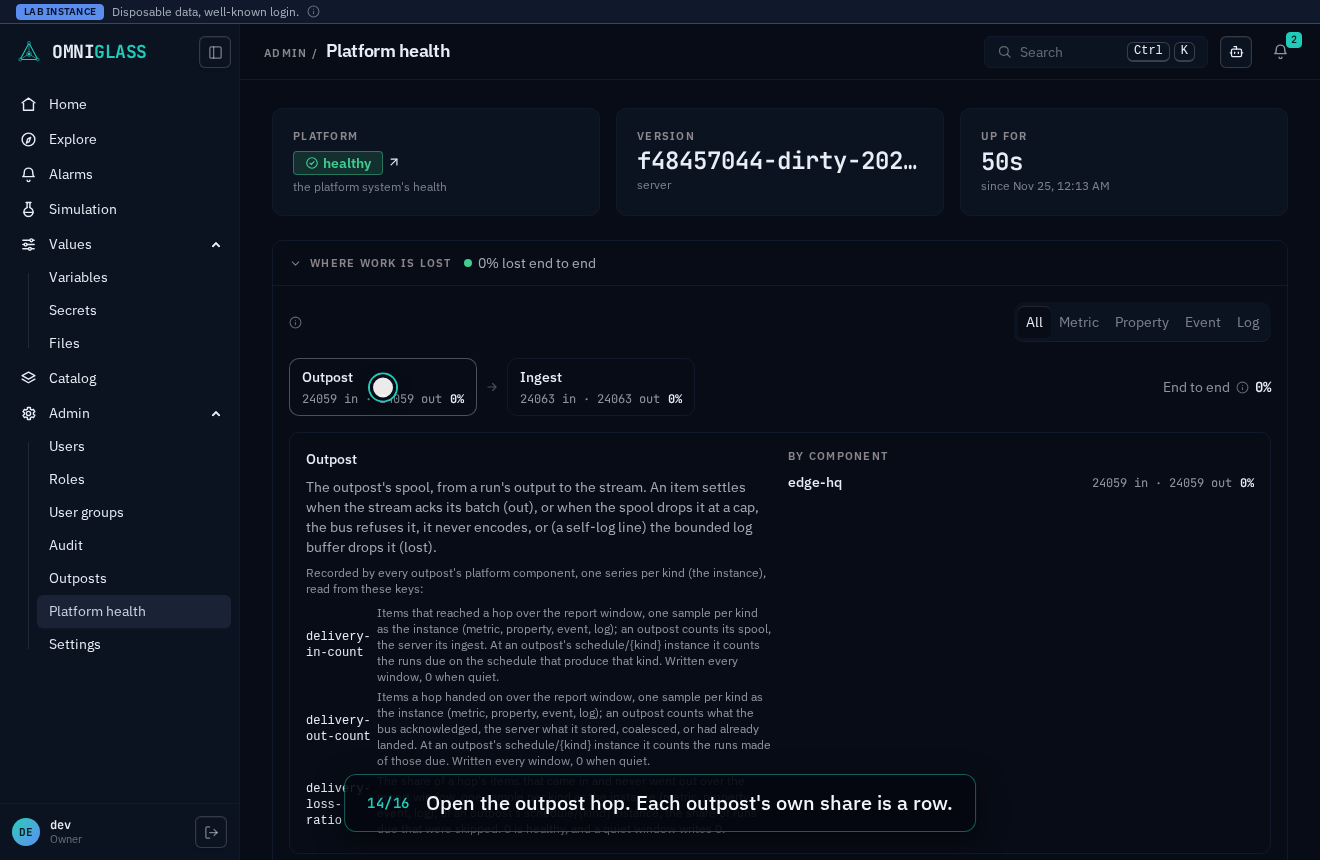 LAB INSTANCE Disposable data, well-known login.
OMNIGLASS
ADMIN / Platform health
Search Ctrl K
2
Home
Explore
Alarms
Simulation
Values
Variables
Secrets
Files
Catalog
Admin
Users
Roles
User groups
Audit
Outposts
Platform health
Settings
DE dev
Owner
PLATFORM
healthy
the platform system's health
VERSION
f48457044-dirty-202…
server
UP FOR
50s
since Nov 25, 12:13 AM
WHERE WORK IS LOST 0% lost end to end
All Metric Property Event Log
Outpost
24059 in · 059 out 0%
Ingest
24063 in · 24063 out 0%
End to end 0%
Outpost
The outpost's spool, from a run's output to the stream. An item settles
when the stream acks its batch (out), or when the spool drops it at a cap,
the bus refuses it, it never encodes, or (a self-log line) the bounded log
buffer drops it (lost).
Recorded by every outpost's platform component, one series per kind (the instance),
read from these keys:
delivery-in-count
Items that reached a hop over the report window, one sample per kind
as the instance (metric, property, event, log); an outpost counts its spool,
the server its ingest. At an outpost's schedule/{kind} instance it counts
the runs due on the schedule that produce that kind. Written every
window, 0 when quiet.
delivery-out-count
Items a hop handed on over the report window, one sample per kind as
the instance (metric, property, event, log); an outpost counts what the
bus acknowledged, the server what it stored, coalesced, or had already
landed. At an outpost's schedule/{kind} instance it counts the runs made
of those due. Written every window, 0 when quiet.
delivery-loss-ratio
The share of a hop's items that came in and never went out over the
BY COMPONENT
edge-hq 24059 in · 24059 out 0%
14/16 Open the outpost hop. Each outpost's own share is a row.